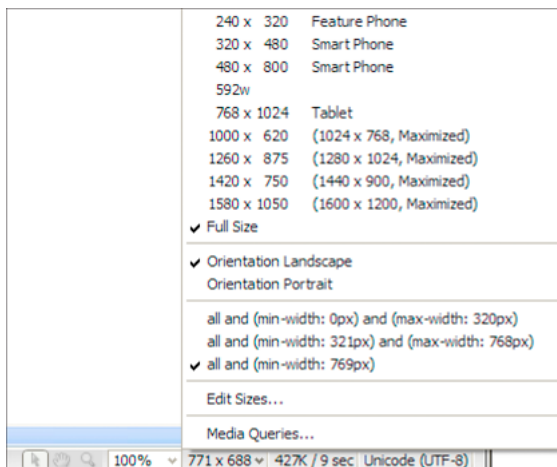 240 x 320 Feature Phone
320 x 480 Smart Phone
480 x 800 Smart Phone
592w
768 x 1024 Tablet
1000 x 620 (1024 x 768, Maximized)
1260 x 875 (1280 x 1024, Maximized)
1420 x 750 (1440 x 900, Maximized)
1580 x 1050 (1600 x 1200, Maximized)
Full Size
Orientation Landscape
Orientation Portrait
all and (min-width: 0px) and (max-width: 320px)
all and (min-width: 321px) and (max-width: 768px)
all and (min-width: 769px)
Edit Sizes...
Media Queries...
100% 771 x 688 427K / 9 sec Unicode (UTF-8)